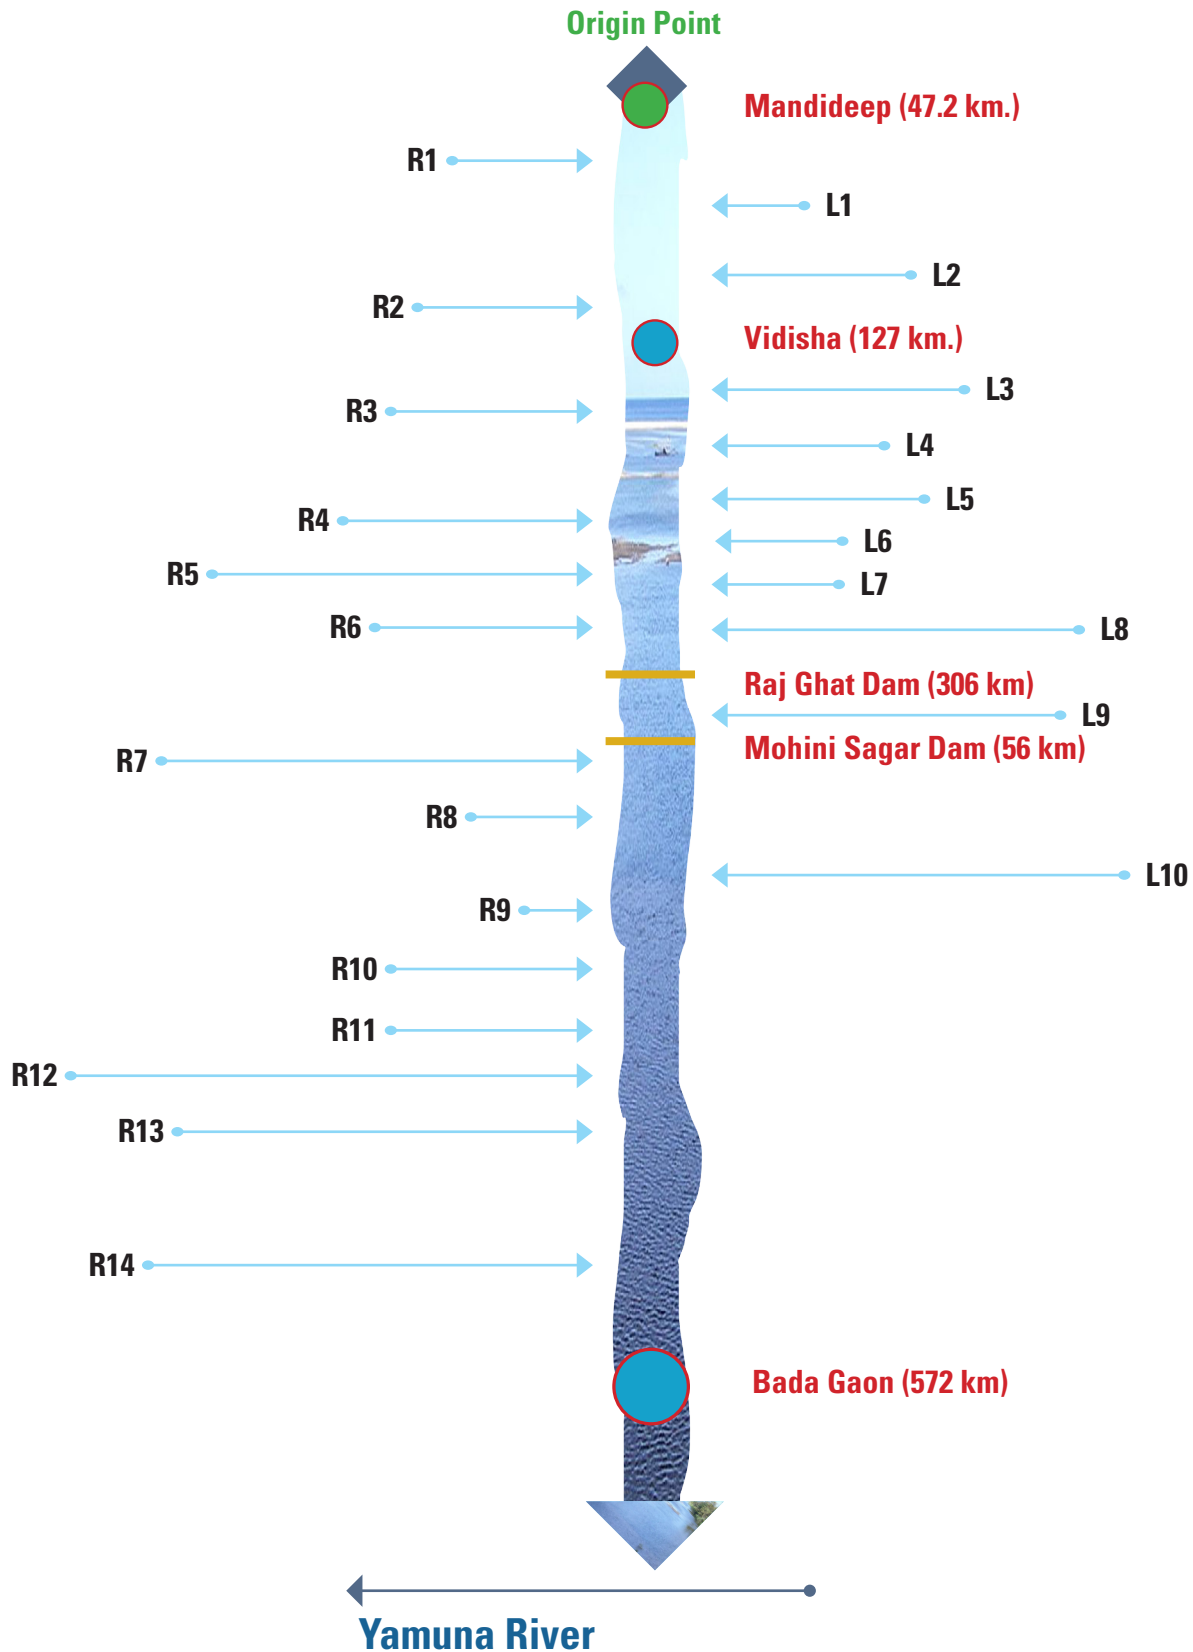 Origin Point
Mandideep (47.2 km.)
R1
L1
L2
R2
Vidisha (127 km.)
L3
R3
L4
L5
R4
L6
R5
L7
R6
L8
Raj Ghat Dam (306 km)
L9
Mohini Sagar Dam (56 km)
R7
R8
L10
R9
R10
R11
R12
R13
R14
Bada Gaon (572 km)
Yamuna River